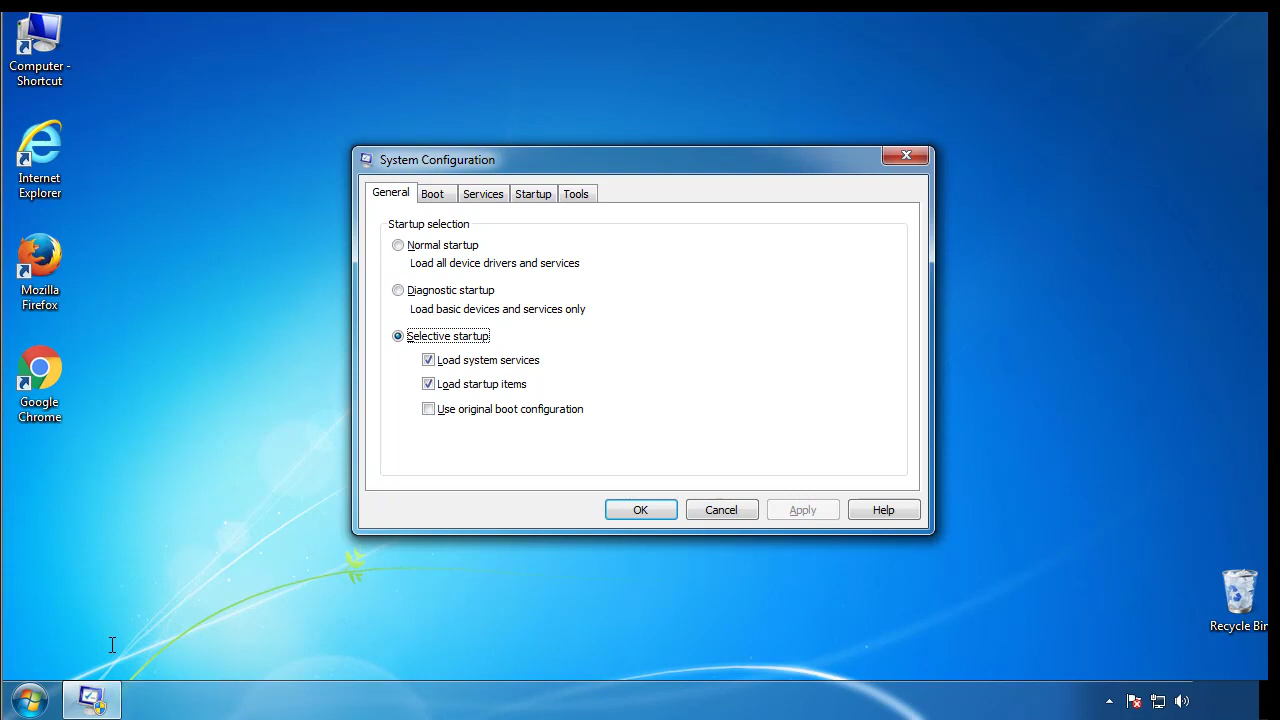 Computer -
Shortcut
Internet
Explorer
Mozilla
Firefox
Google
Chrome
System Configuration
General
Boot
Services
Startup
Tools
Startup selection
Normal startup
Load all device drivers and services
Diagnostic startup
Load basic devices and services only
Selective startup
Load system services
Load startup items
Use original boot configuration
OK
Cancel
Apply
Help
Recycle Bin